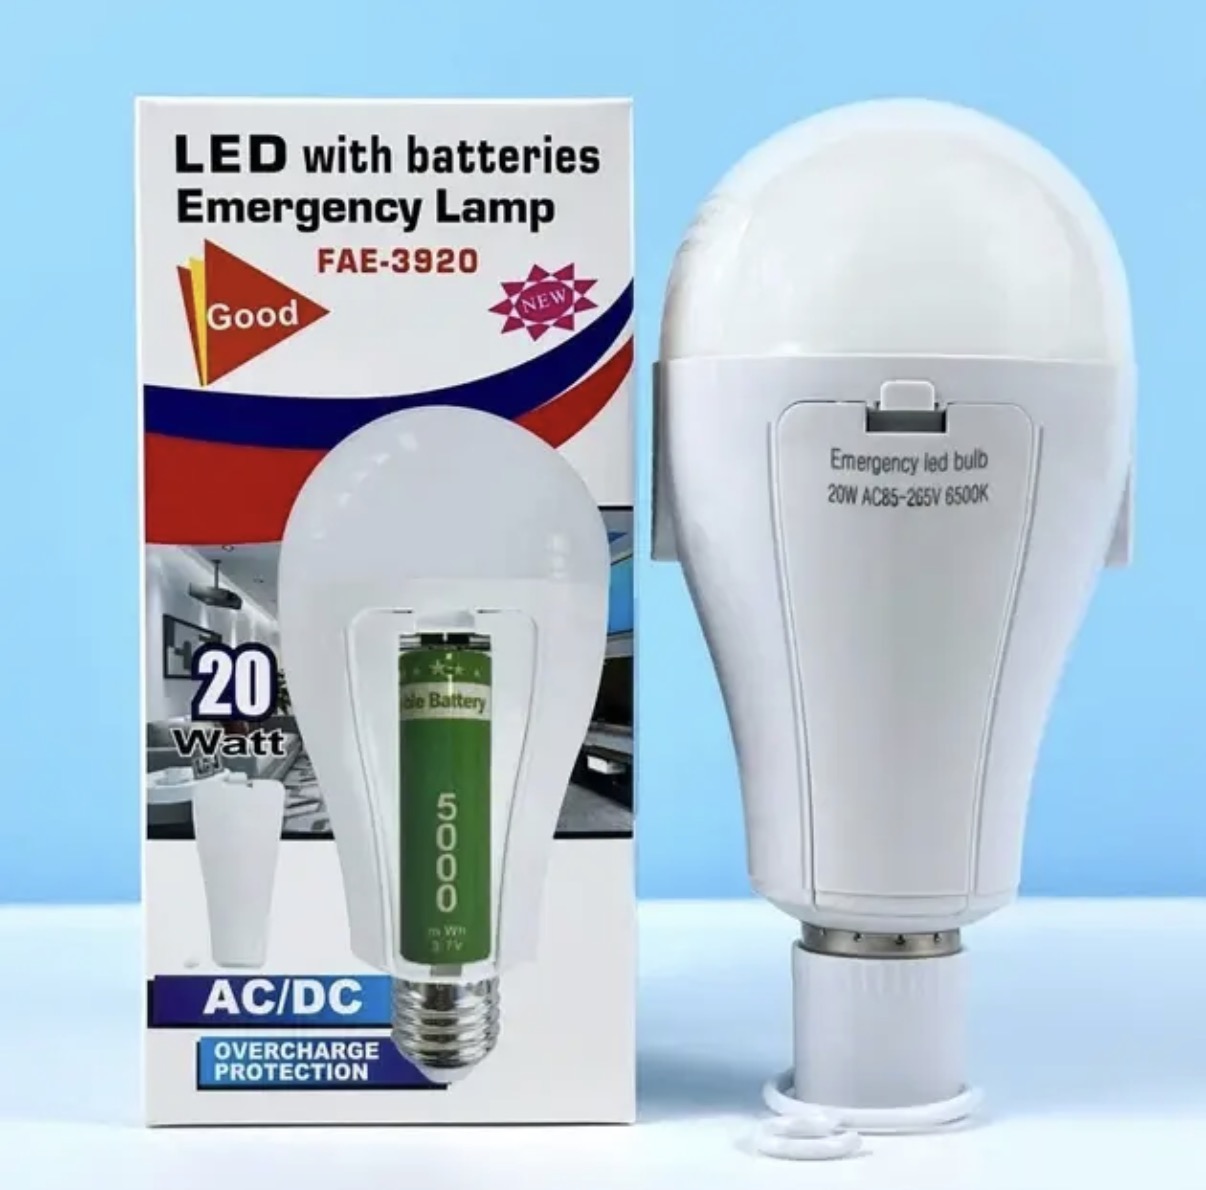 LED with batteries
Emergency Lamp
FAE-3920
Good
NEW
Emergency led bulb
20W AC85-265V 6500K
20
Watt
Battery
5000
3.7V
AC/DC
OVERCHARGE
PROTECTION